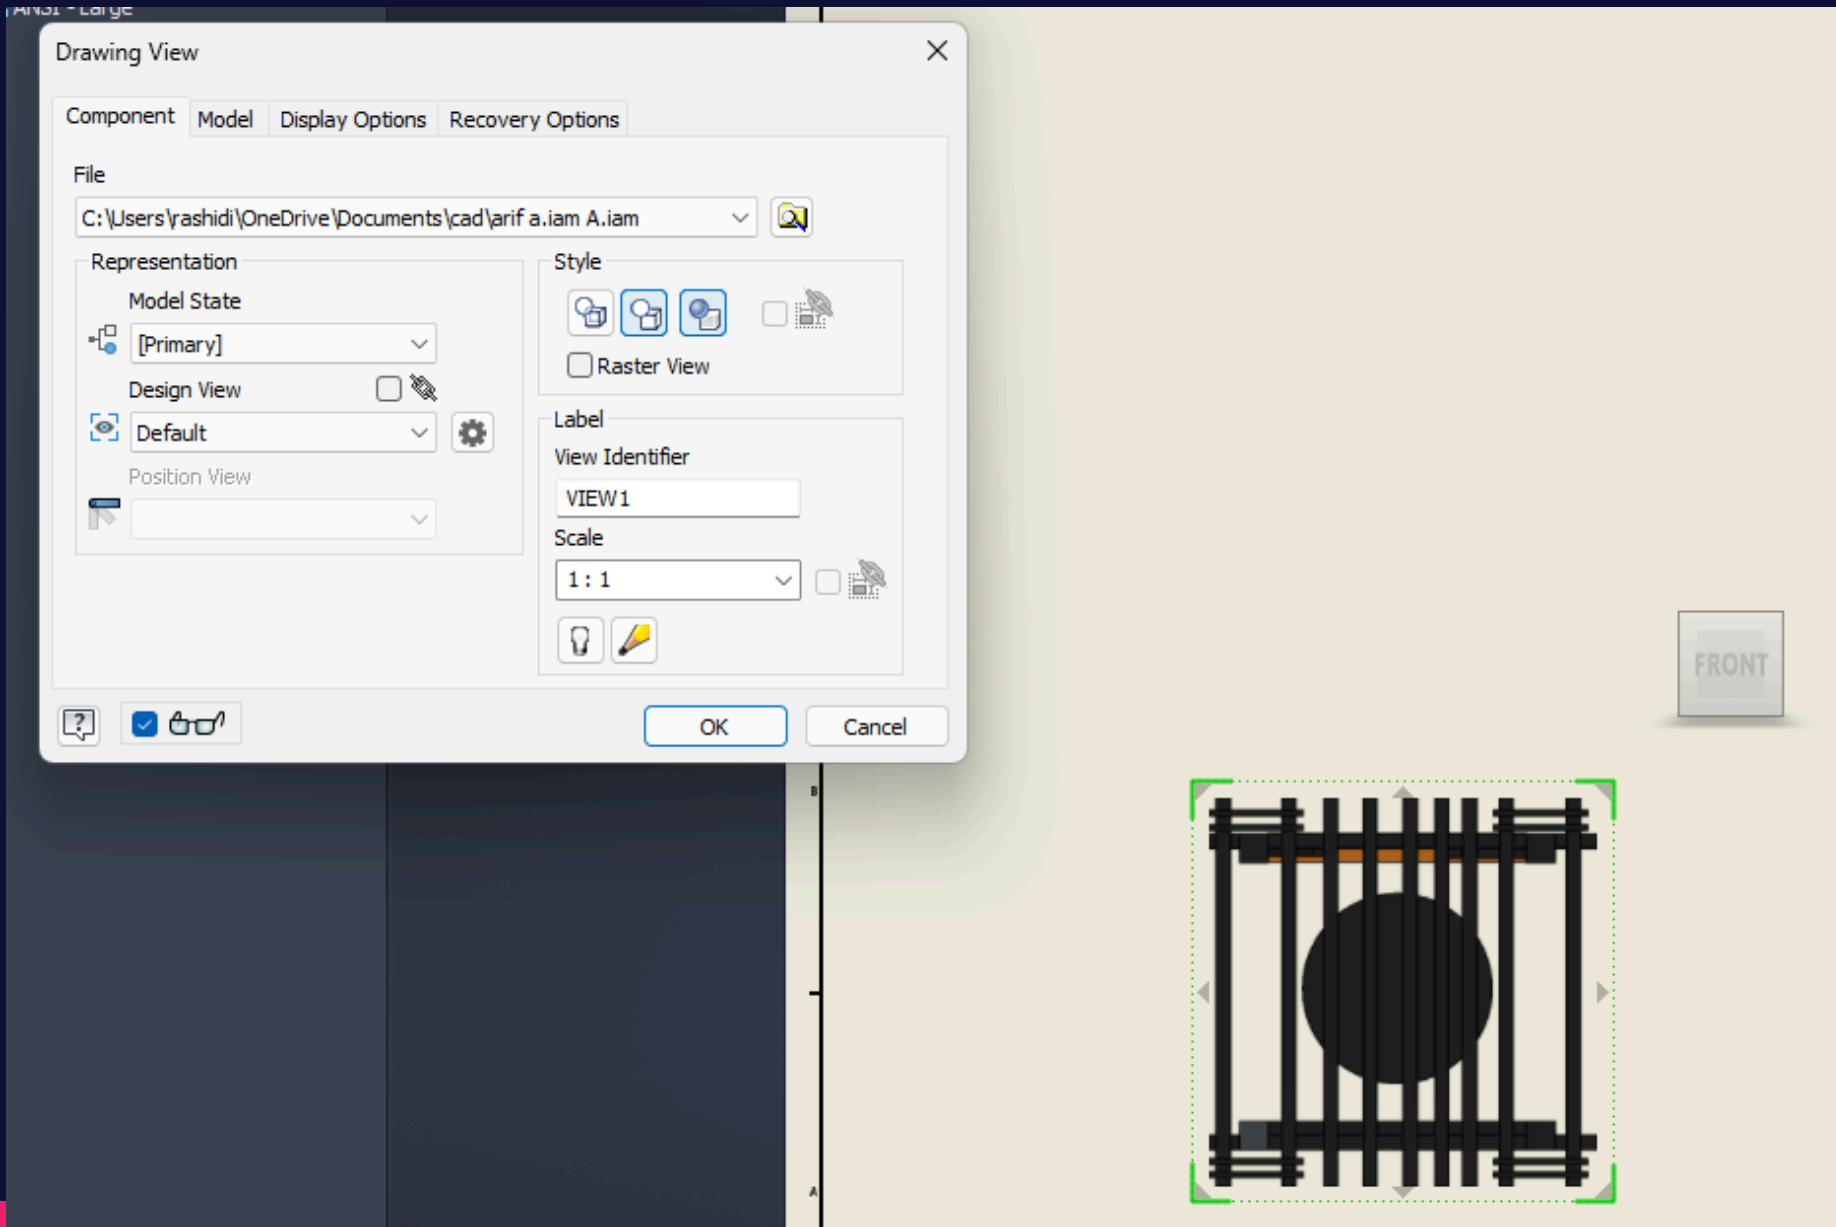 ANSI - Large
Drawing View
Component Model Display Options Recovery Options
File
C:\Users\rashidi\OneDrive\Documents\cad\arif a.iam A.iam
Representation
Model State
[Primary]
Design View
Default
Position View
Style
Raster View
Label
View Identifier
VIEW1
Scale
1 : 1
?
OK Cancel
FRONT
B
A